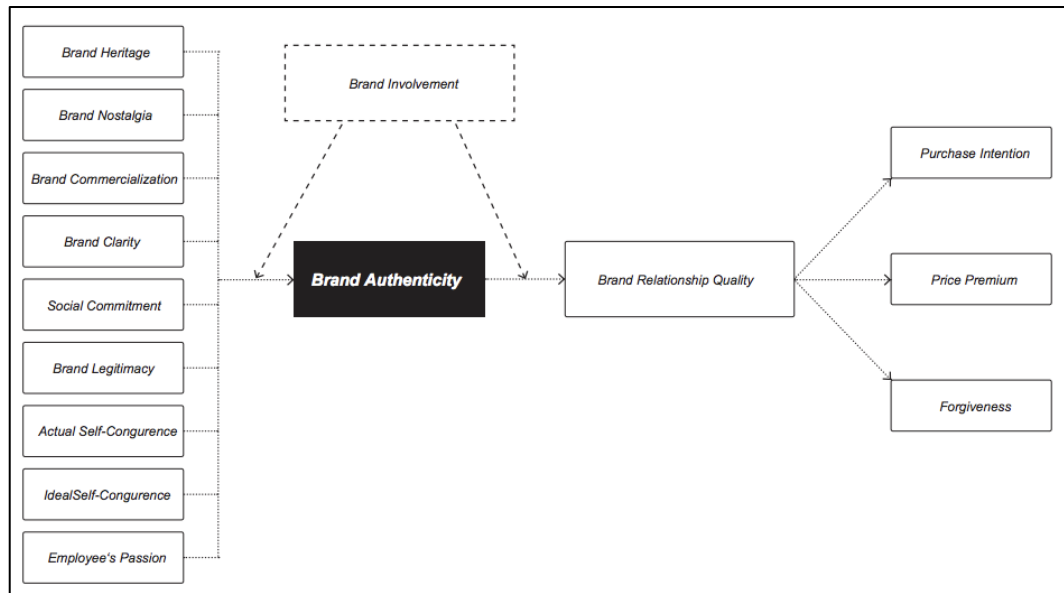 Brand Heritage
Brand Nostalgia
Brand Commercialization
Brand Clarity
Social Commitment
Brand Legitimacy
Actual Self-Congurence
IdealSelf-Congurence
Employee's Passion
Brand Involvement
Brand Authenticity
Brand Relationship Quality
Purchase Intention
Price Premium
Forgiveness